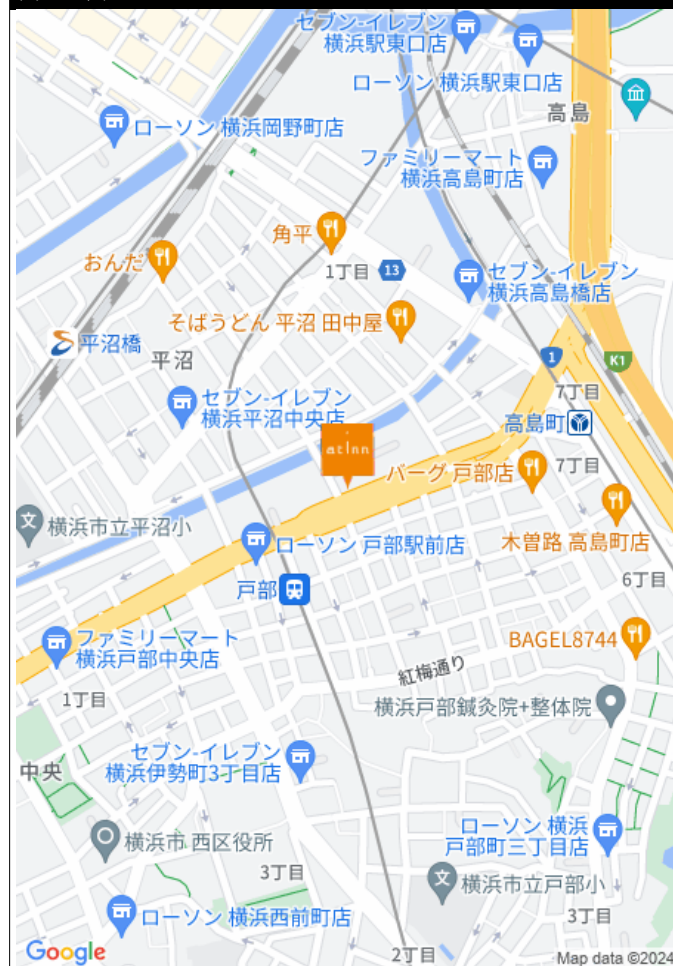 セブン-イレブン
横浜駅東口店
ローソン 横浜駅東口店
高島
ローソン 横浜岡野町店
ファミリーマート
横浜高島町店
角平
おんだ
1丁目
13
セブン-イレブン
横浜高島橋店
そばうどん 平沼 田中屋
平沼橋
平沼
1
K1
セブン-イレブン
横浜平沼中央店
7丁目
高島町
at inn
バーグ 戸部店
7丁目
文
横浜市立平沼小
ローソン 戸部駅前店
木曽路 高島町店
戸部
6丁目
ファミリーマート
横浜戸部中央店
BAGEL8744
紅梅通り
1丁目
横浜戸部鍼灸院+整体院
中央
セブン-イレブン
横浜伊勢町3丁目店
ローソン 横浜
戸部町三丁目店
横浜市 西区役所
3丁目
文
横浜市立戸部小
ローソン 横浜西前町店
3丁目
Google
2丁目
Map data ©2024